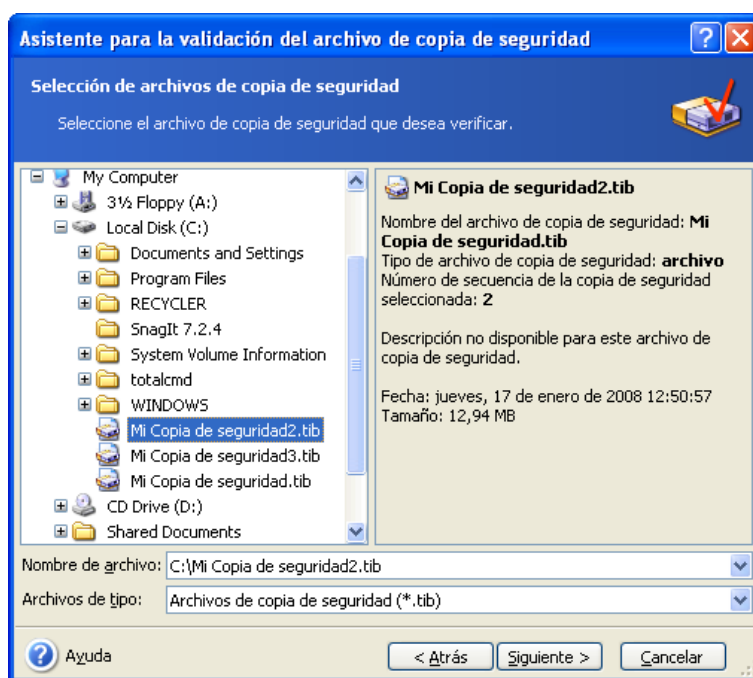 Asistente para la validación del archivo de copia de seguridad
Selección de archivos de copia de seguridad
Seleccione el archivo de copia de seguridad que desea verificar.
My Computer
3½ Floppy (A:)
Local Disk (C:)
Documents and Settings
Program Files
RECYCLER
SnagIt 7.2.4
System Volume Information
totalcmd
WINDOWS
Mi Copia de seguridad2.tib
Mi Copia de seguridad3.tib
Mi Copia de seguridad.tib
CD Drive (D:)
Shared Documents
Mi Copia de seguridad2.tib
Nombre del archivo de copia de seguridad: Mi
Copia de seguridad.tib
Tipo de archivo de copia de seguridad: archivo
Número de secuencia de la copia de seguridad
seleccionada: 2
Descripción no disponible para este archivo de
copia de seguridad.
Fecha: jueves, 17 de enero de 2008 12:50:57
Tamaño: 12,94 MB
Nombre de archivo: C:\Mi Copia de seguridad2.tib
Archivos de tipo: Archivos de copia de seguridad (*.tib)
Ayuda
< Atrás
Siguiente >
Cancelar